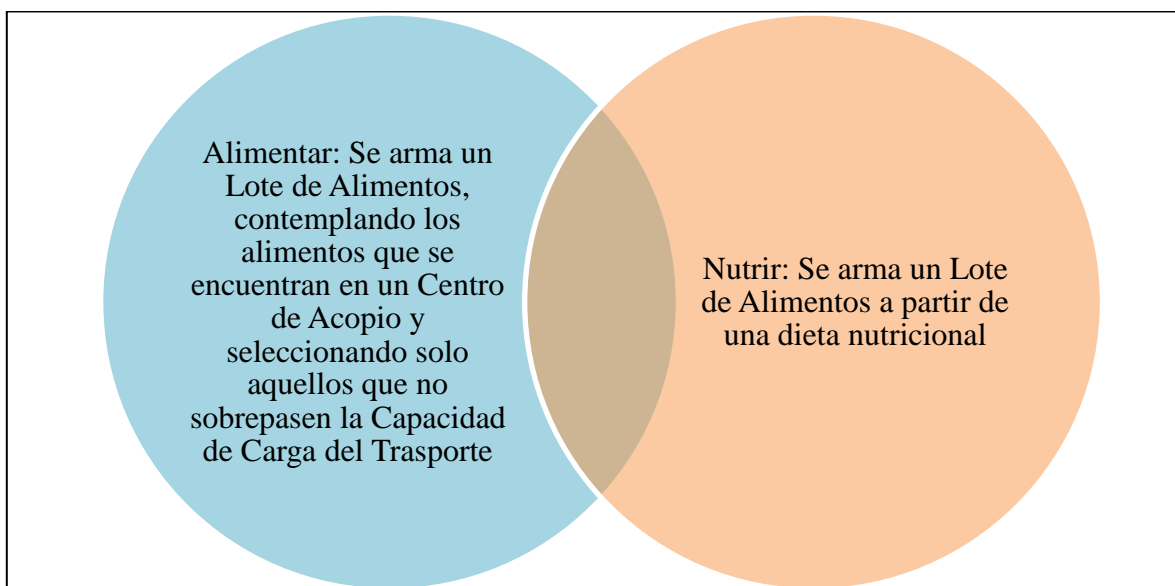 Alimentar: Se arma un
Lote de Alimentos,
contemplando los
alimentos que se
encuentran en un Centro
de Acopio y
seleccionando solo
aquellos que no
sobrepasen la Capacidad
de Carga del Trasporte
Nutrir: Se arma un Lote
de Alimentos a partir de
una dieta nutricional